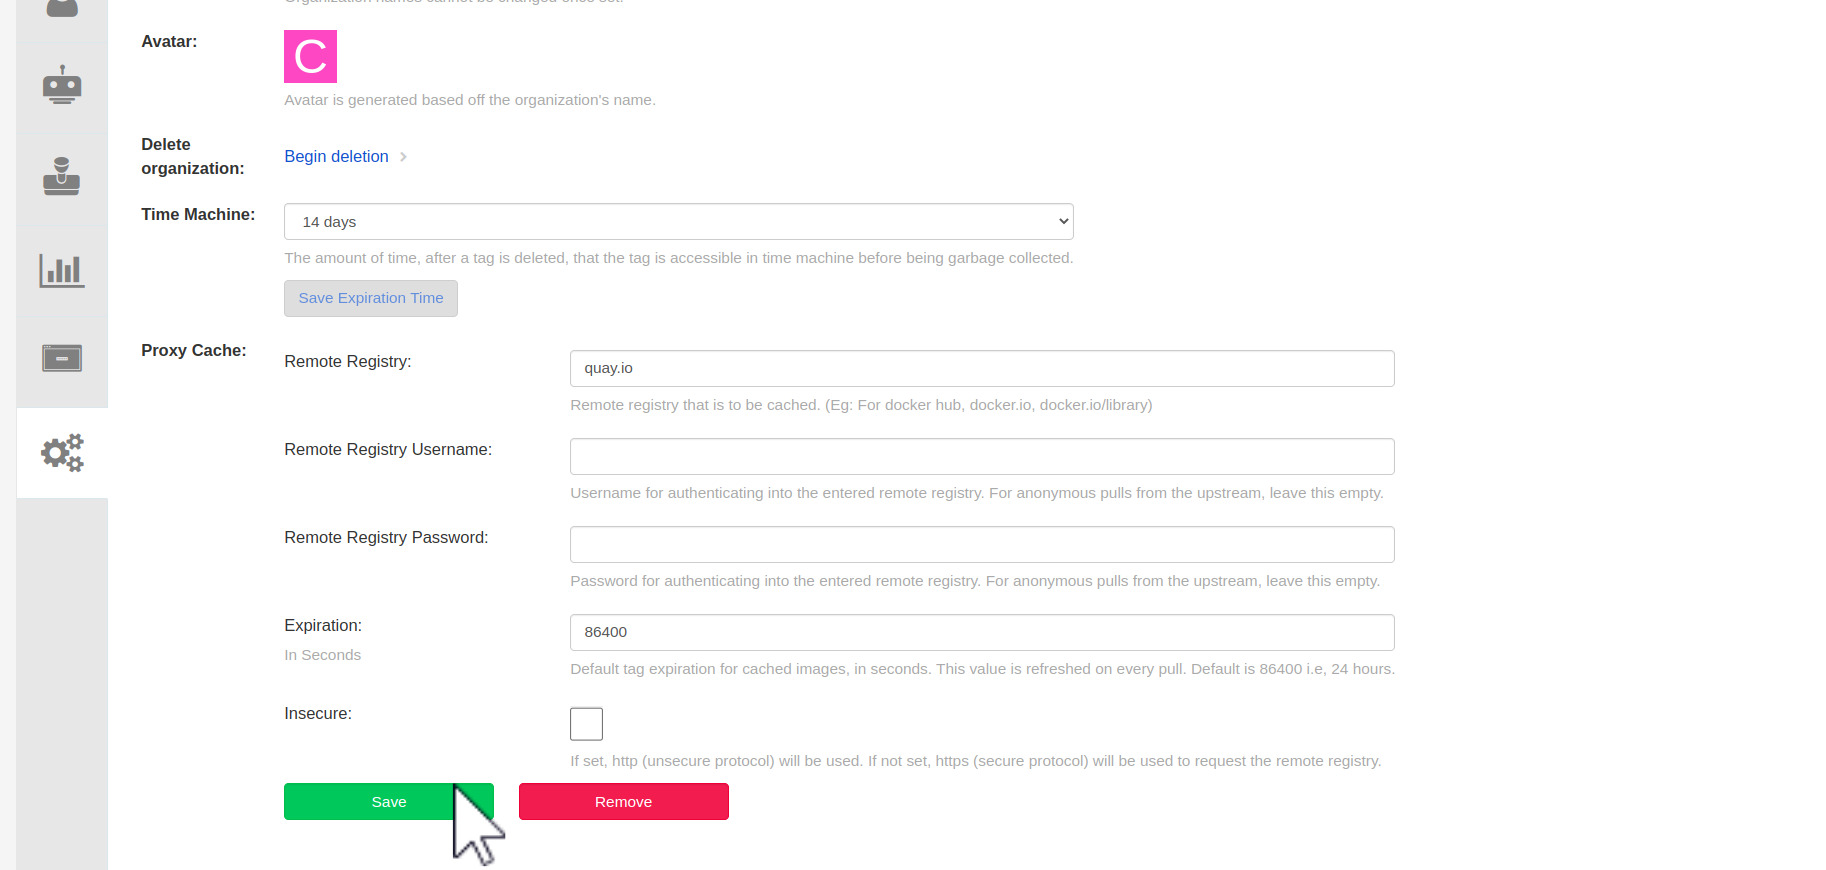 Organization names cannot be changed once set.
Avatar:
C
Avatar is generated based off the organization's name.
Delete
organization:
Begin deletion
Time Machine:
14 days
The amount of time, after a tag is deleted, that the tag is accessible in time machine before being garbage collected.
Save Expiration Time
Proxy Cache:
Remote Registry:
quay.io
Remote registry that is to be cached. (Eg: For docker hub, docker.io, docker.io/library)
Remote Registry Username:
Username for authenticating into the entered remote registry. For anonymous pulls from the upstream, leave this empty.
Remote Registry Password:
Password for authenticating into the entered remote registry. For anonymous pulls from the upstream, leave this empty.
Expiration:
In Seconds
86400
Default tag expiration for cached images, in seconds. This value is refreshed on every pull. Default is 86400 i.e, 24 hours.
Insecure:
If set, http (unsecure protocol) will be used. If not set, https (secure protocol) will be used to request the remote registry.
Save
Remove